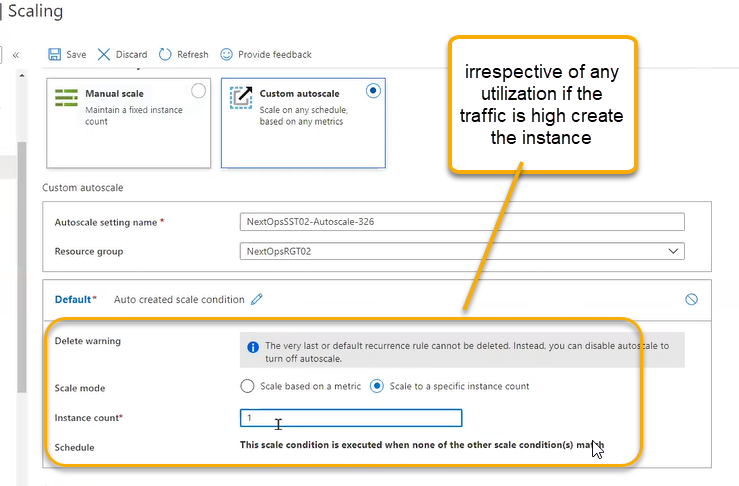 Scaling
«
Save Discard Refresh Provide feedback
irrespective of any
utilization if the
traffic is high create
the instance
Manual scale
Maintain a fixed instance
count
Custom autoscale
Scale on any schedule,
based on any metrics
Custom autoscale
Autoscale setting name * NextOpsSST02-Autoscale-326
Resource group NextOpsRGT02
Default* Auto created scale condition
Delete warning The very last or default recurrence rule cannot be deleted. Instead, you can disable autoscale to
turn off autoscale.
Scale mode Scale based on a metric Scale to a specific instance count
Instance count* 1
Schedule This scale condition is executed when none of the other scale condition(s) match